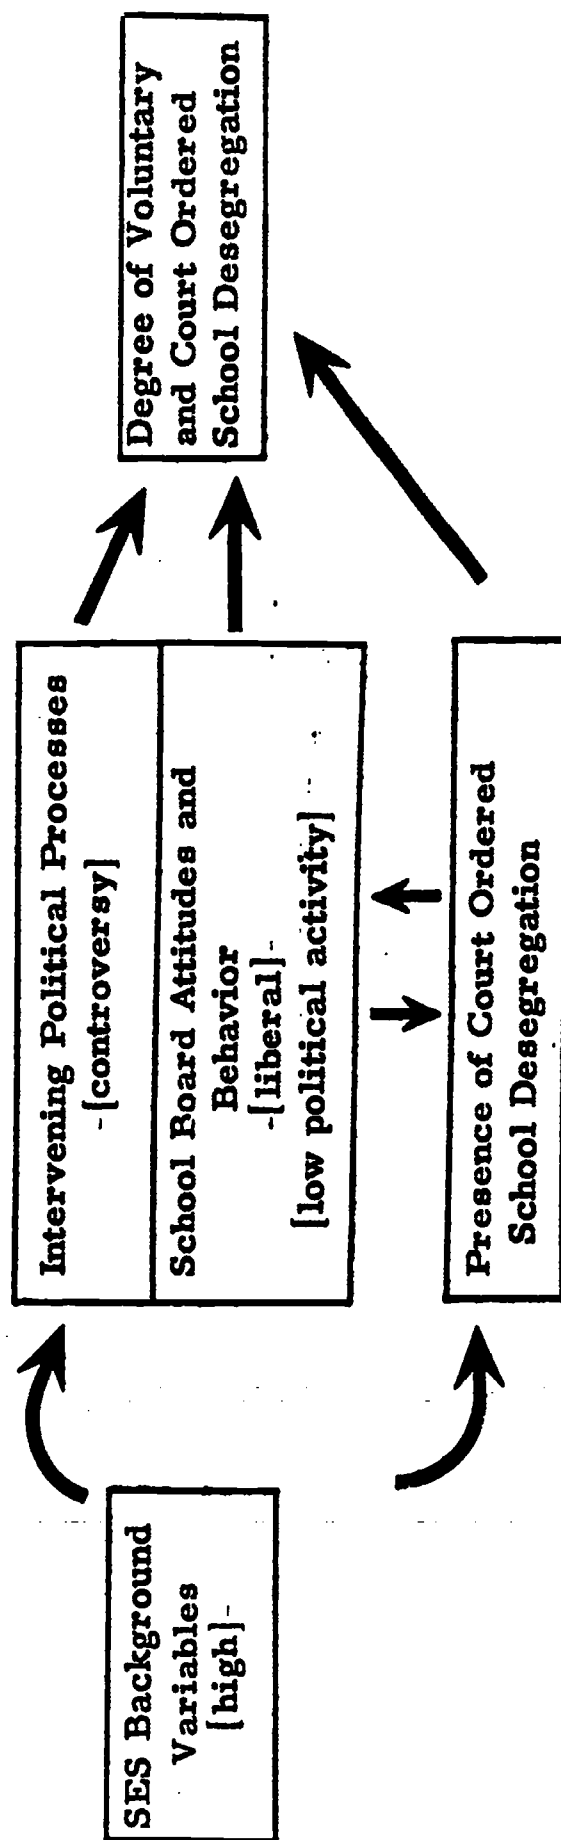 SES Background
Variables
[high]-
Intervening Political Processes
-[controversy]
School Board Attitudes and
Behavior
-[liberal]-
[low political activity]
Presence of Court Ordered
School Desegregation
Degree of Voluntary
and Court Ordered
School Desegregation